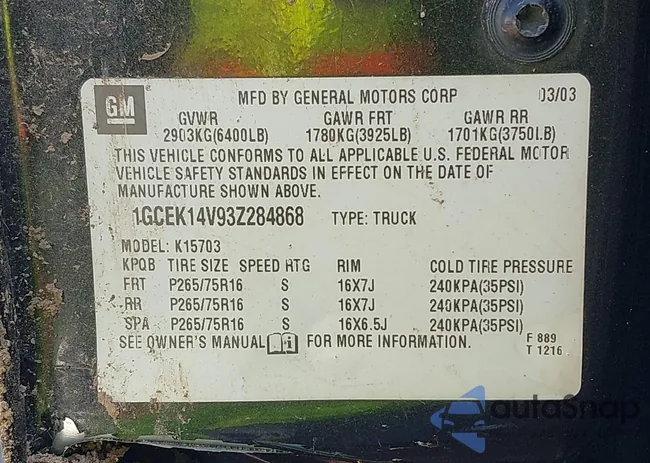 GM
MFD BY GENERAL MOTORS CORP 03/03
GVWR GAWR FRT GAWR RR
2903KG(6400LB) 1780KG(3925LB) 1701KG(3750LB)
THIS VEHICLE CONFORMS TO ALL APPLICABLE U.S. FEDERAL MOTOR
VEHICLE SAFETY STANDARDS IN EFFECT ON THE DATE OF
MANUFACTURE SHOWN ABOVE.
1GCEK14V93Z284868 TYPE: TRUCK
MODEL: K15703
KPQB TIRE SIZE SPEED RTG RIM COLD TIRE PRESSURE
FRT P265/75R16 S 16X7J 240KPA(35PSI)
RR P265/75R16 S 16X7J 240KPA(35PSI)
SPA P265/75R16 S 16X6.5J 240KPA(35PSI)
SEE OWNER'S MANUAL i FOR MORE INFORMATION.
F 889
T 1216
autoSnap